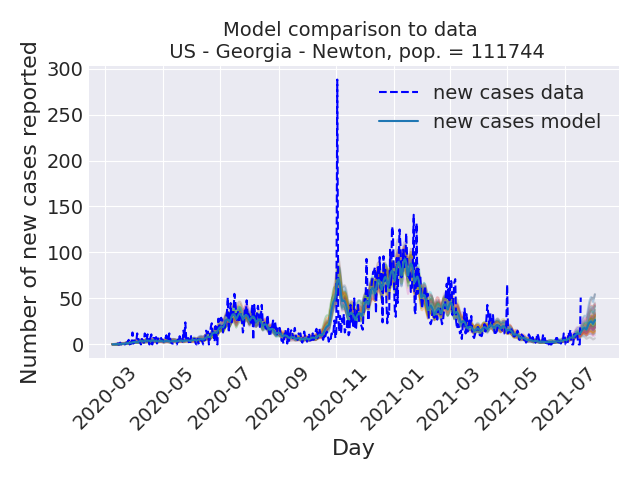 Model comparison to data
US - Georgia - Newton, pop. = 111744
Number of new cases reported
300
250
200
150
100
50
0
new cases data
new cases model
2020-03
2020-05
2020-07
2020-09
2020-11
2021-01
2021-03
2021-05
2021-07
Day